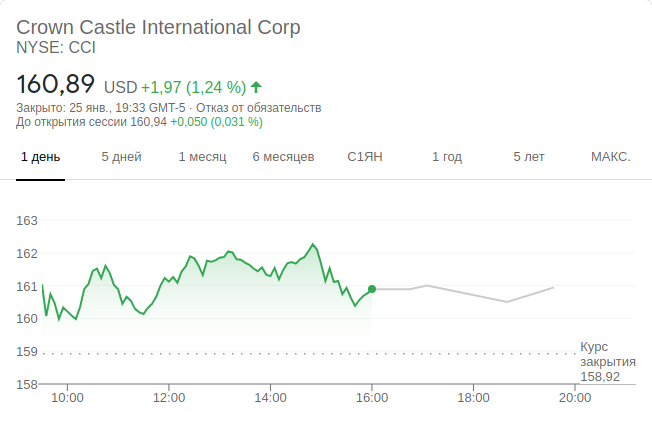 Crown Castle International Corp
NYSE: CCI
160,89 USD +1,97 (1,24 %)
Закрыто: 25 янв., 19:33 GMT-5 · Отказ от обязательств
До открытия сессии 160,94 +0,050 (0,031 %)
1 день 5 дней 1 месяц 6 месяцев С1ЯН 1 год 5 лет МАКС.
163
162
161
160
159
158
Курс
закрытия
158,92
10:00 12:00 14:00 16:00 18:00 20:00